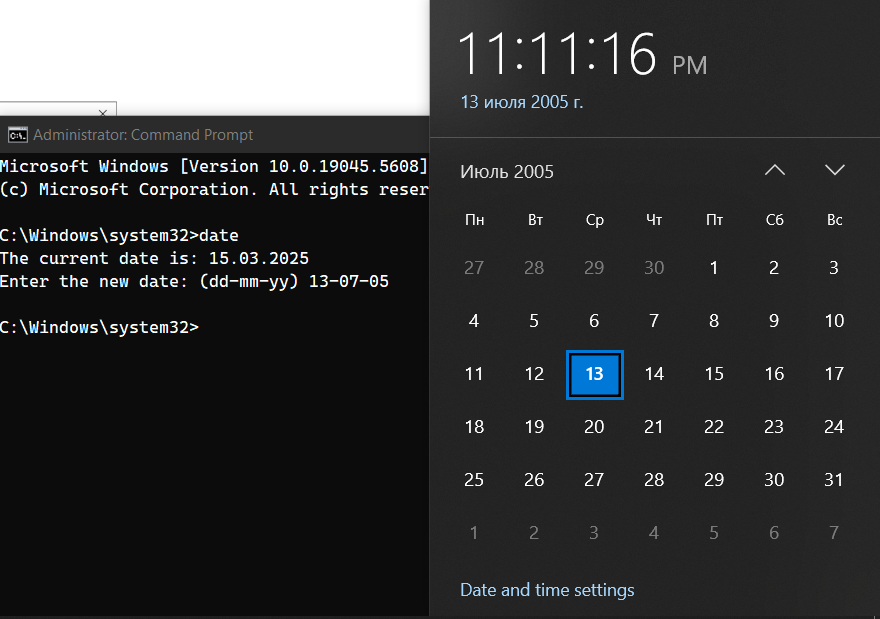 Administrator: Command Prompt
Microsoft Windows [Version 10.0.19045.5608]
(c) Microsoft Corporation. All rights reser
C:\Windows\system32>date
The current date is: 15.03.2025
Enter the new date: (dd-mm-yy) 13-07-05
C:\Windows\system32>
11:11:16 PM
13 июля 2005 г.
Июль 2005
Пн Вт Ср Чт Пт Сб Вс
27 28 29 30 1 2 3
4 5 6 7 8 9 10
11 12 13 14 15 16 17
18 19 20 21 22 23 24
25 26 27 28 29 30 31
1 2 3 4 5 6 7
Date and time settings